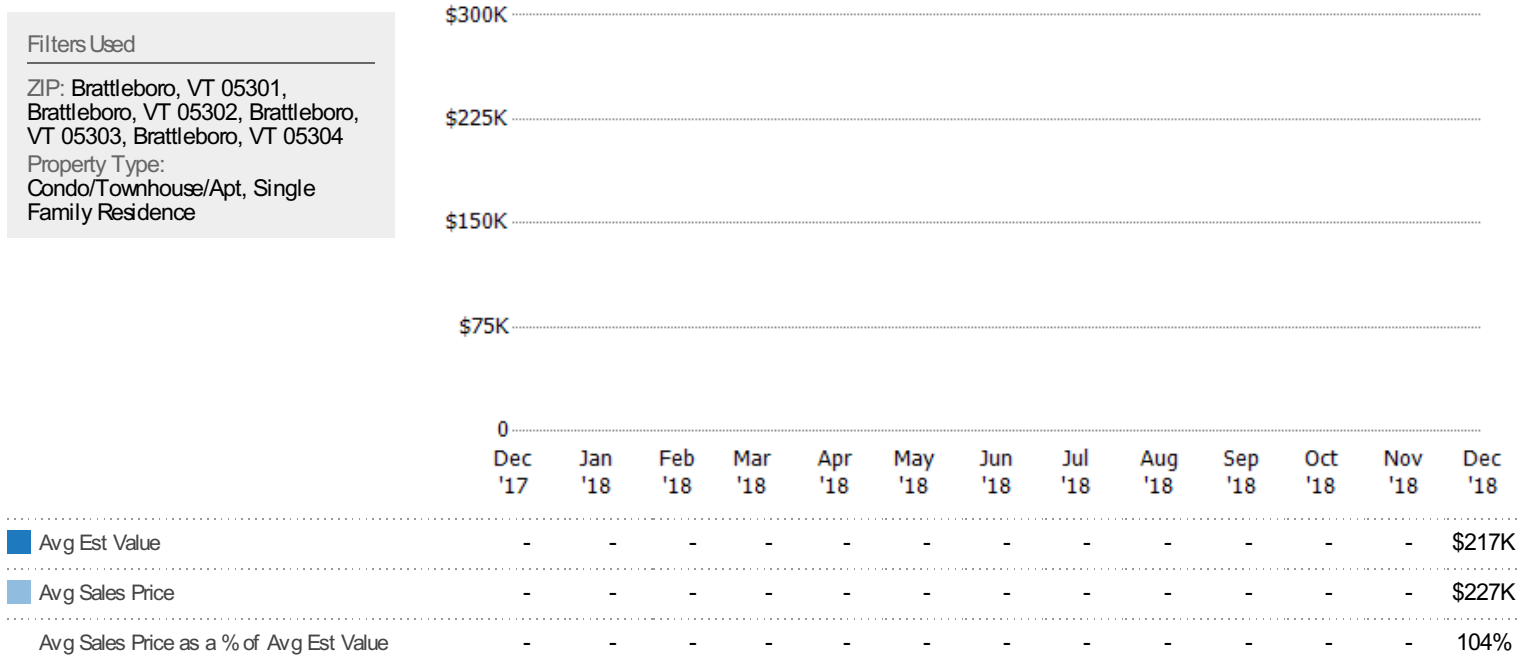 Filters Used
ZIP: Brattleboro, VT 05301,
Brattleboro, VT 05302, Brattleboro,
VT 05303, Brattleboro, VT 05304
Property Type:
Condo/Townhouse/Apt, Single
Family Residence
$300K
$225K
$150K
$75K
0
Dec Jan Feb Mar Apr May Jun Jul Aug Sep Oct Nov Dec
'17 '18 '18 '18 '18 '18 '18 '18 '18 '18 '18 '18 '18
Avg Est Value - - - - - - - - - - - - $217K
Avg Sales Price - - - - - - - - - - - - $227K
Avg Sales Price as a % of Avg Est Value - - - - - - - - - - - - 104%